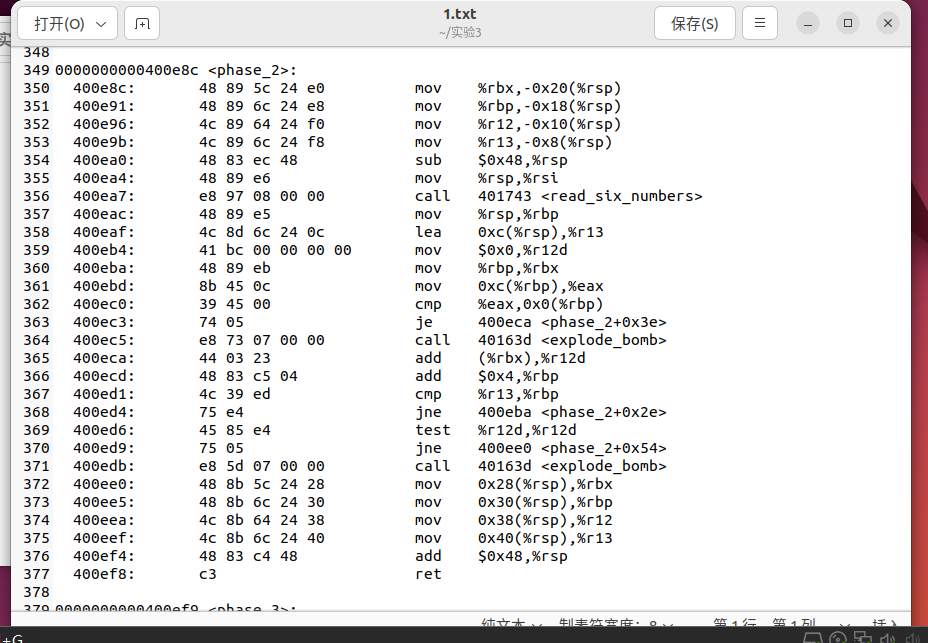 打开(O)
1.txt
~/实验3
保存(S)
实
348
349 0000000000400e8c <phase_2>:
350 400e8c: 48 89 5c 24 e0 mov %rbx,-0x20(%rsp)
351 400e91: 48 89 6c 24 e8 mov %rbp,-0x18(%rsp)
352 400e96: 4c 89 64 24 f0 mov %r12,-0x10(%rsp)
353 400e9b: 4c 89 6c 24 f8 mov %r13,-0x8(%rsp)
354 400ea0: 48 83 ec 48 sub $0x48,%rsp
355 400ea4: 48 89 e6 mov %rsp,%rsi
356 400ea7: e8 97 08 00 00 call 401743 <read_six_numbers>
357 400eac: 48 89 e5 mov %rsp,%rbp
358 400eaf: 4c 8d 6c 24 0c lea 0xc(%rsp),%r13
359 400eb4: 41 bc 00 00 00 00 mov $0x0,%r12d
360 400eba: 48 89 eb mov %rbp,%rbx
361 400ebd: 8b 45 0c mov 0xc(%rbp),%eax
362 400ec0: 39 45 00 cmp %eax,0x0(%rbp)
363 400ec3: 74 05 je 400eca <phase_2+0x3e>
364 400ec5: e8 73 07 00 00 call 40163d <explode_bomb>
365 400eca: 44 03 23 add (%rbx),%r12d
366 400ecd: 48 83 c5 04 add $0x4,%rbp
367 400ed1: 4c 39 ed cmp %r13,%rbp
368 400ed4: 75 e4 jne 400eba <phase_2+0x2e>
369 400ed6: 45 85 e4 test %r12d,%r12d
370 400ed9: 75 05 jne 400ee0 <phase_2+0x54>
371 400edb: e8 5d 07 00 00 call 40163d <explode_bomb>
372 400ee0: 48 8b 5c 24 28 mov 0x28(%rsp),%rbx
373 400ee5: 48 8b 6c 24 30 mov 0x30(%rsp),%rbp
374 400eea: 4c 8b 64 24 38 mov 0x38(%rsp),%r12
375 400eef: 4c 8b 6c 24 40 mov 0x40(%rsp),%r13
376 400ef4: 48 83 c4 48 add $0x48,%rsp
377 400ef8: c3 ret
378
379 0000000000400ef9 <phase_3>:
纯文本 制表符宽度：8 第 1 行，第 1 列 插入
+G